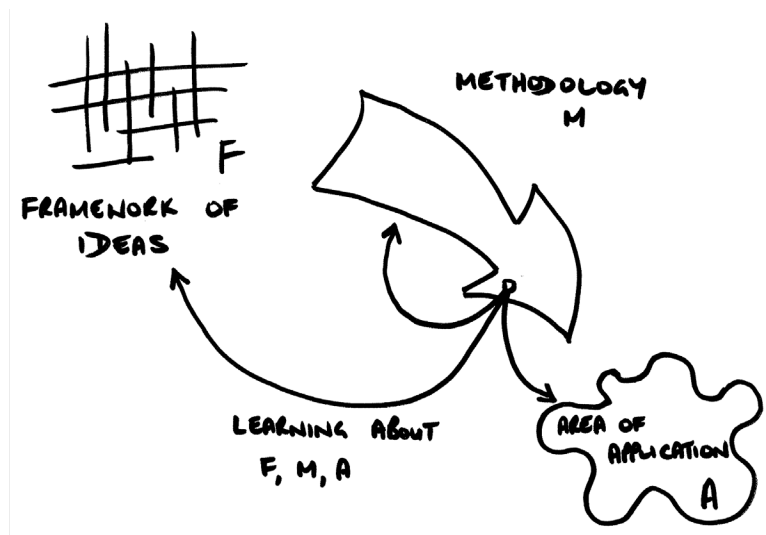 F
FRAMEWORK OF
IDEAS
METHODOLOGY
M
LEARNING ABOUT
F, M, A
AREA OF
APPLICATION
A